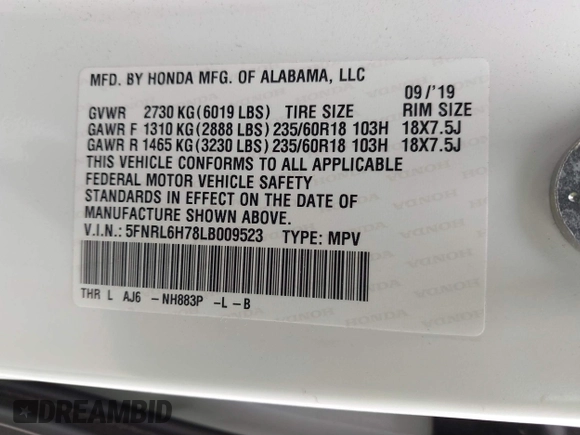 MFD. BY HONDA MFG. OF ALABAMA, LLC
09/'19
GVWR 2730 KG(6019 LBS) TIRE SIZE RIM SIZE
GAWR F 1310 KG(2888 LBS) 235/60R18 103H 18X7.5J
GAWR R 1465 KG(3230 LBS) 235/60R18 103H 18X7.5J
THIS VEHICLE CONFORMS TO ALL APPLICABLE
FEDERAL MOTOR VEHICLE SAFETY
STANDARDS IN EFFECT ON THE DATE OF
MANUFACTURE SHOWN ABOVE.
V.I.N.: 5FNRL6H78LB009523 TYPE: MPV
THR L AJ6 -NH883P -L -B
DREAMBID